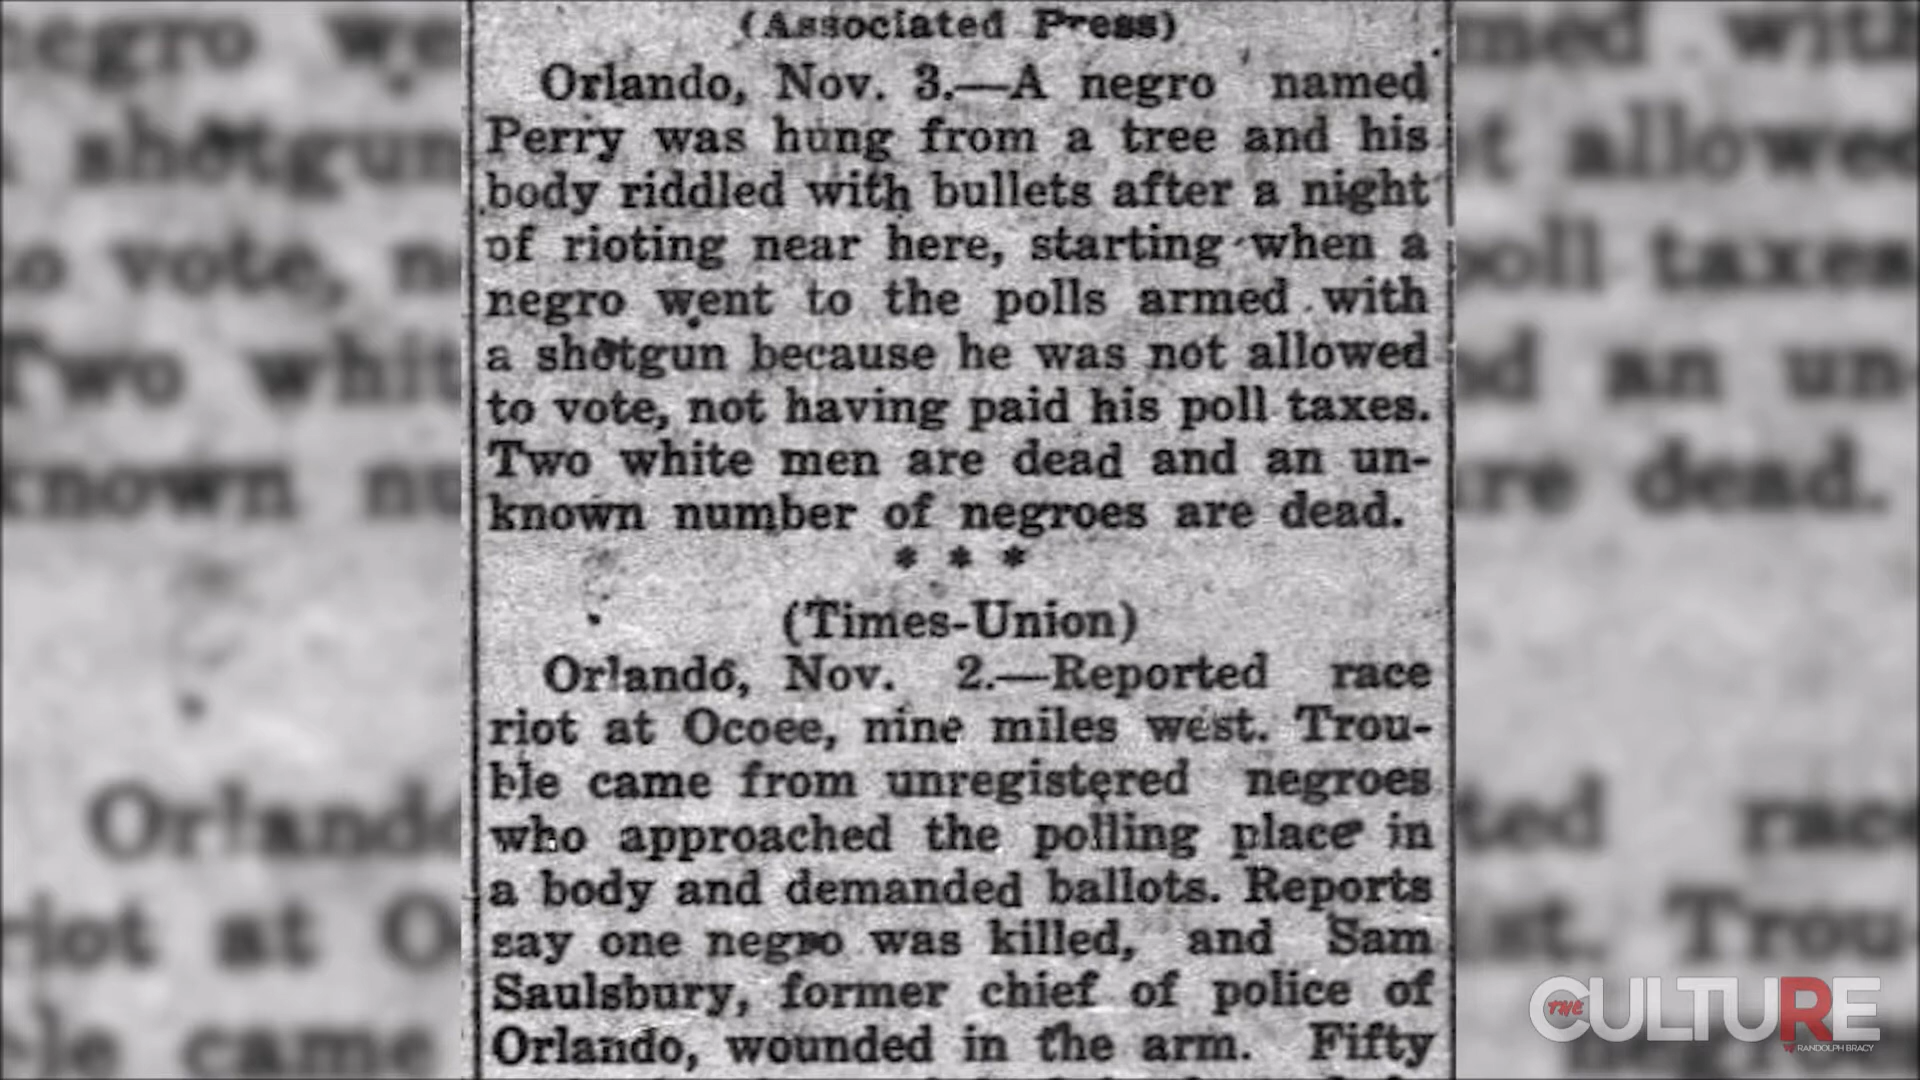 (Associated Press)
Orlando, Nov. 3.—A negro named
Perry was hung from a tree and his
body riddled with bullets after a night
of rioting near here, starting when a
negro went to the polls armed with
a shotgun because he was not allowed
to vote, not having paid his poll taxes.
Two white men are dead and an un-
known number of negroes are dead.
* * *
(Times-Union)
Orlando, Nov. 2.—Reported race
riot at Ocoee, nine miles west. Trou-
ble came from unregistered negroes
who approached the polling place in
a body and demanded ballots. Reports
say one negro was killed, and Sam
Saulsbury, former chief of police of
Orlando, wounded in the arm. Fifty
THE CULTURE
BY RANDOLPH BRACY